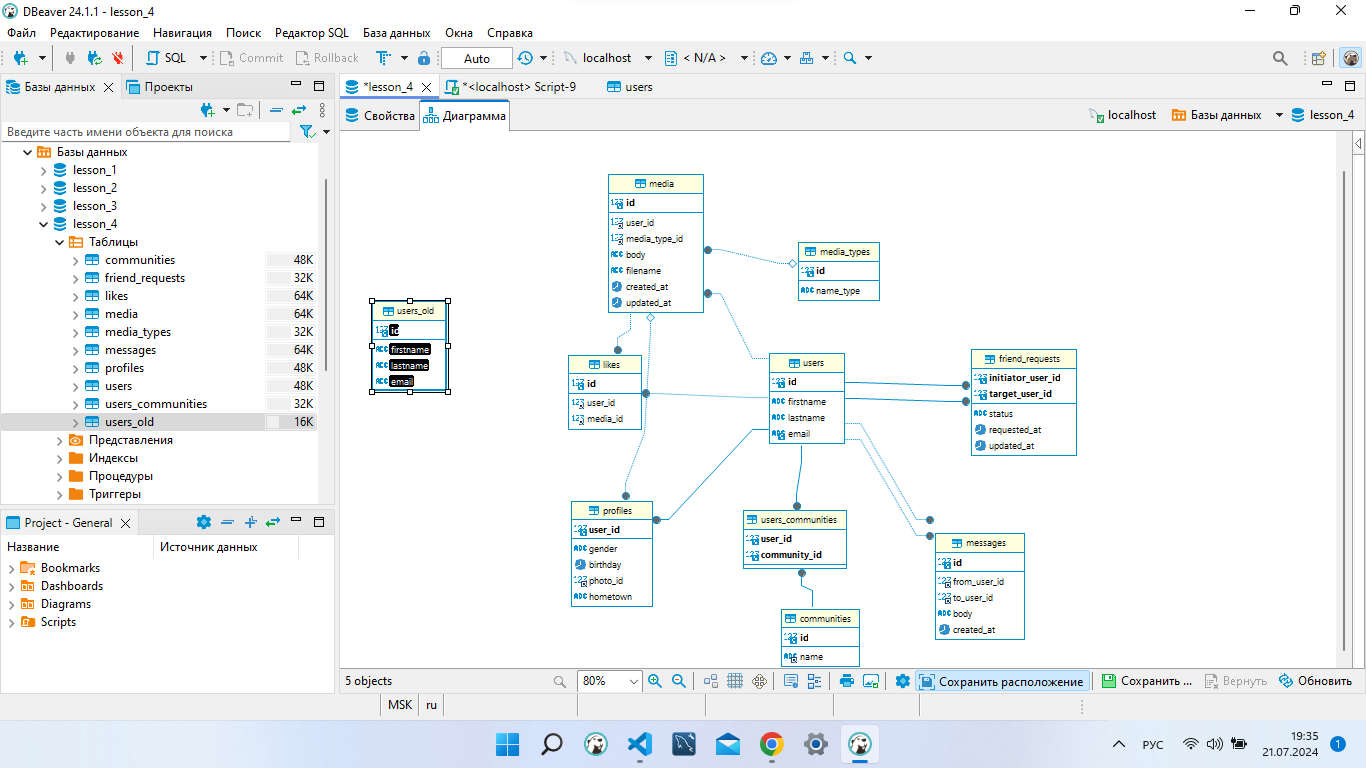 DBeaver 24.1.1 - lesson_4
Файл Редактирование Навигация Поиск Редактор SQL База данных Окна Справка
SQL Commit Rollback Auto localhost < N/A >
Базы данных Проекты
*lesson_4 *<localhost> Script-9 users
Свойства Диаграмма localhost Базы данных lesson_4
Введите часть имени объекта для поиска
Базы данных
lesson_1
lesson_2
lesson_3
lesson_4
Таблицы
communities 48K
friend_requests 32K
likes 64K
media 64K
media_types 32K
messages 64K
profiles 48K
users 48K
users_communities 32K
users_old 16K
Представления
Индексы
Процедуры
Триггеры
Project - General
Название Источник данных
Bookmarks
Dashboards
Diagrams
Scripts
media
id
user_id
media_type_id
body
filename
created_at
updated_at
media_types
id
name_type
users_old
id
firstname
lastname
email
likes
id
user_id
media_id
users
id
firstname
lastname
email
friend_requests
initiator_user_id
target_user_id
status
requested_at
updated_at
profiles
user_id
gender
birthday
photo_id
hometown
users_communities
user_id
community_id
messages
id
from_user_id
to_user_id
body
created_at
communities
id
name
5 objects 80% Сохранить расположение Сохранить ... Вернуть Обновить
MSK ru
РУС 19:35
21.07.2024 1